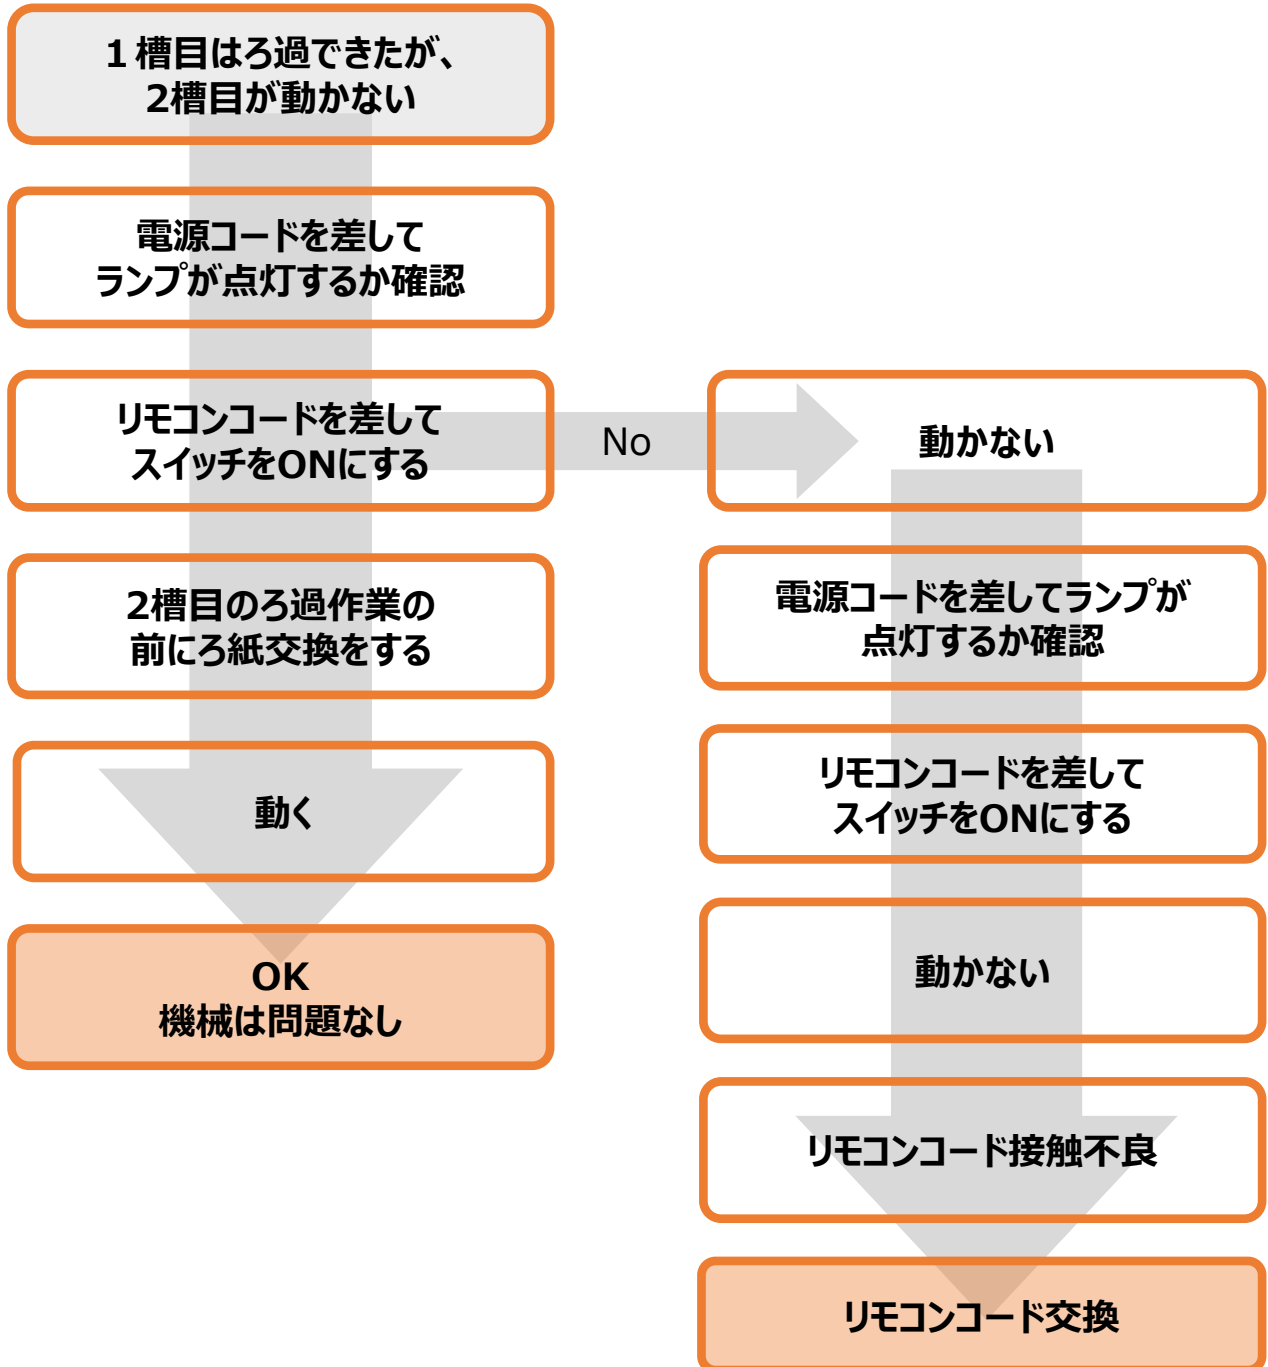 １槽目はろ過できたが、
2槽目が動かない
電源コードを差して
ランプが点灯するか確認
リモコンコードを差して
スイッチをONにする
No
動かない
2槽目のろ過作業の
前にろ紙交換をする
動く
OK
機械は問題なし
電源コードを差してランプが
点灯するか確認
リモコンコードを差して
スイッチをONにする
動かない
リモコンコード接触不良
リモコンコード交換